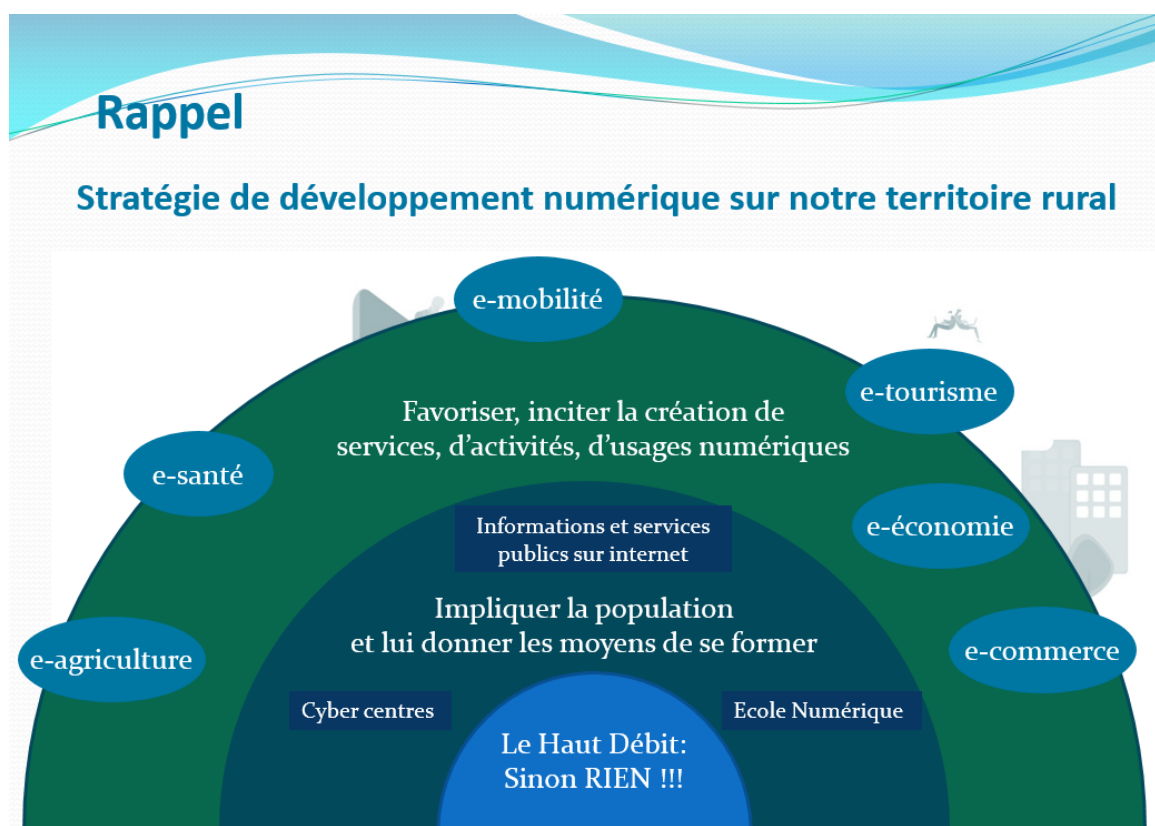 Rappel
Stratégie de développement numérique sur notre territoire rural
e-mobilité
e-tourisme
Favoriser, inciter la création de
services, d'activités, d'usages numériques
e-santé
Informations et services
publics sur internet
e-économie
Impliquer la population
et lui donner les moyens de se former
e-agriculture
e-commerce
Cyber centres
Ecole Numérique
Le Haut Débit:
Sinon RIEN !!!